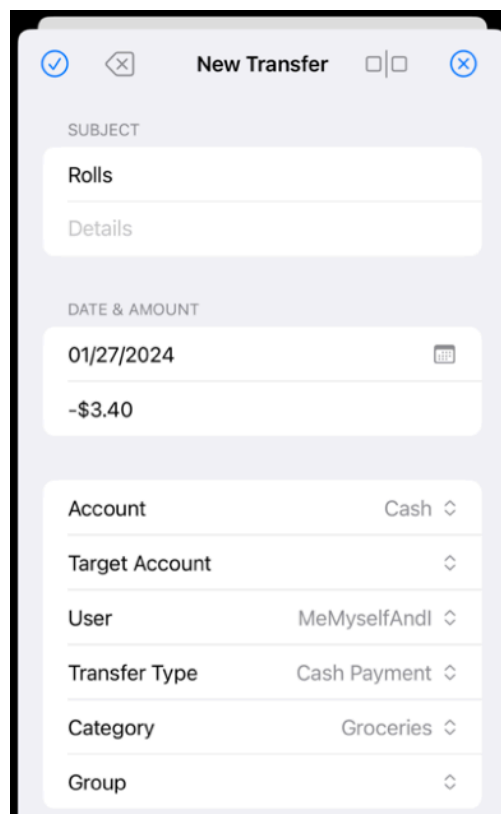 New Transfer
SUBJECT
Rolls
Details
DATE & AMOUNT
01/27/2024
-$3.40
Account Cash
Target Account
User MeMyselfAndI
Transfer Type Cash Payment
Category Groceries
Group